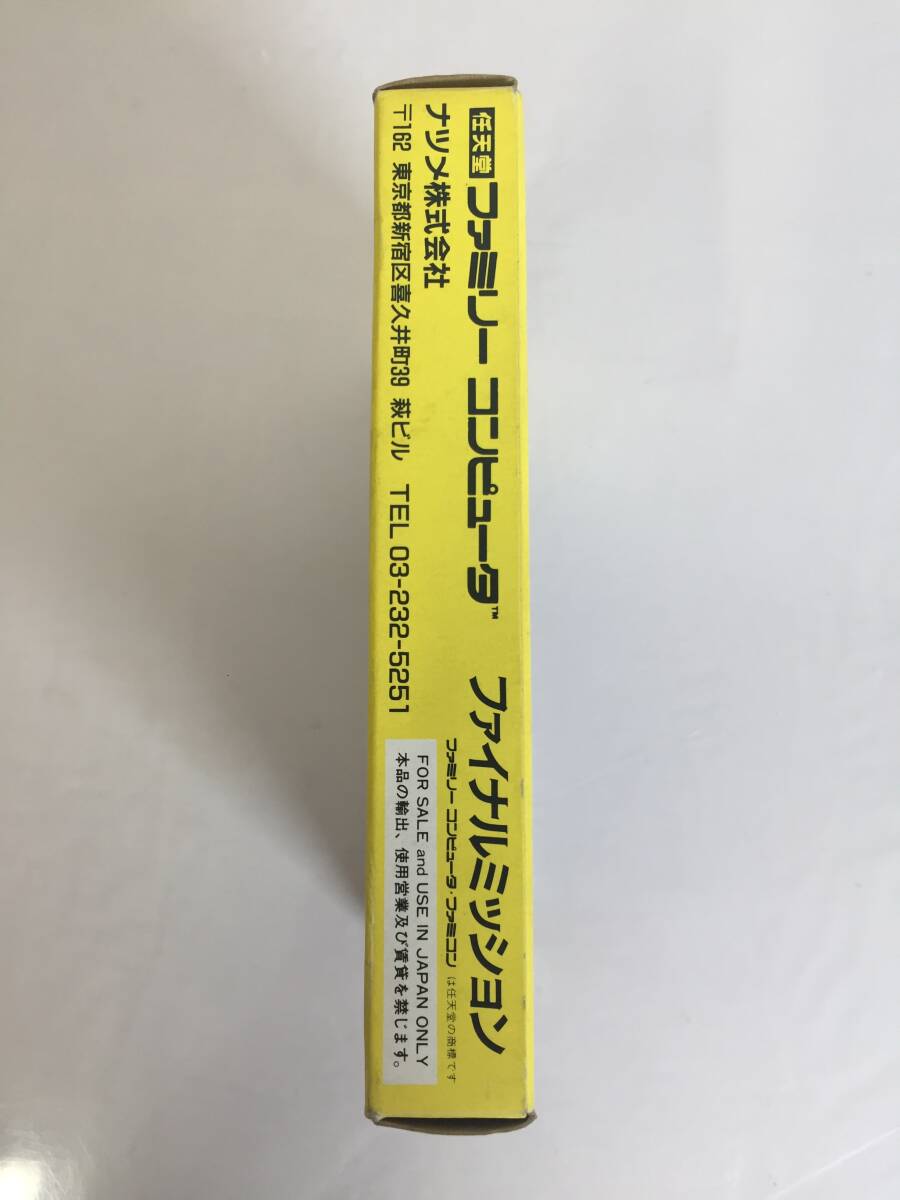 任天堂 ファミリー コンピュータ™ ファイナルミッション
ファミリー コンピュータ・ファミコン は任天堂の商標です
ナツメ株式会社
〒162 東京都新宿区喜久井町39 萩ビル TEL 03-232-5251
FOR SALE and USE IN JAPAN ONLY
本品の輸出、使用営業及び賃貸を禁じます。